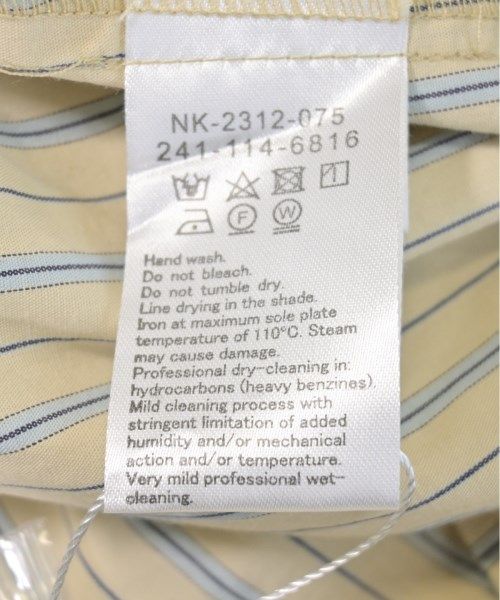 NK-2312-075
241-114-6816
F W
Hand wash.
Do not bleach.
Do not tumble dry.
Line drying in the shade.
Iron at maximum sole plate
temperature of 110°C. Steam
may cause damage.
Professional dry-cleaning in:
hydrocarbons (heavy benzines).
Mild cleaning process with
stringent limitation of added
humidity and/or mechanical
action and/or temperature.
Very mild professional wet-
cleaning.